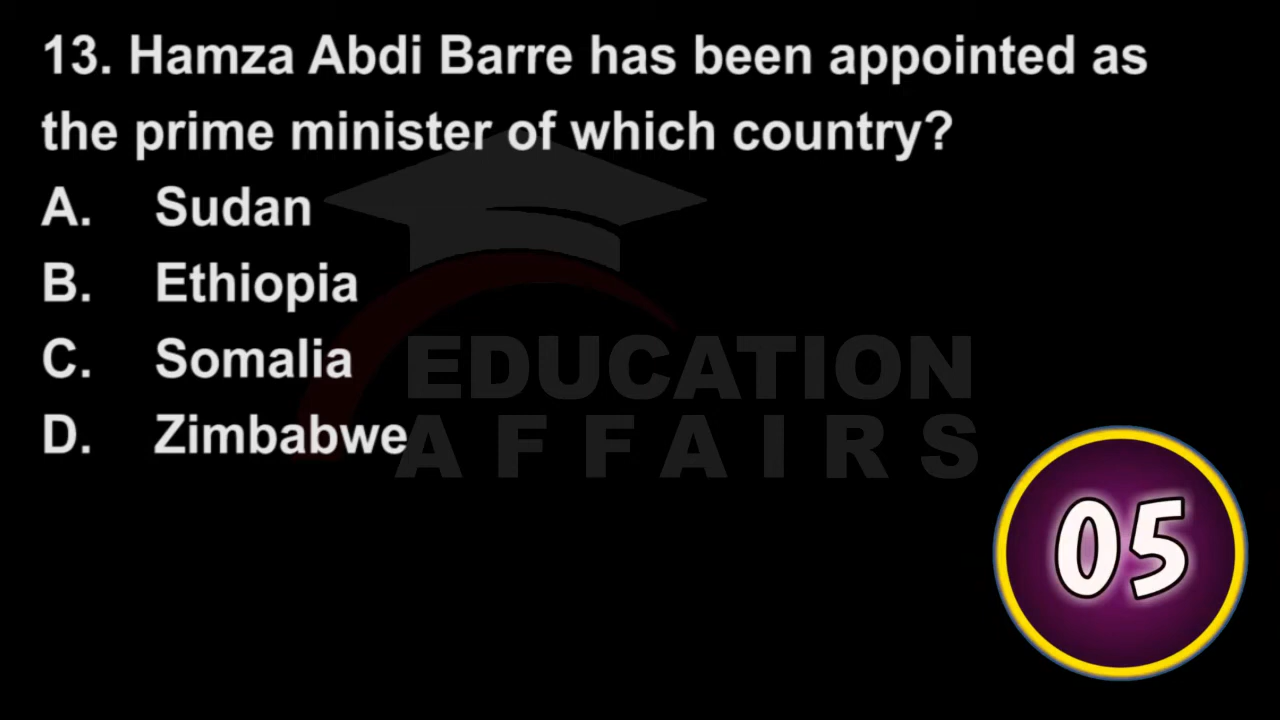 13. Hamza Abdi Barre has been appointed as
the prime minister of which country?
A. Sudan
B. Ethiopia
C. Somalia
D. Zimbabwe
EDUCATION
AFFAIRS
05